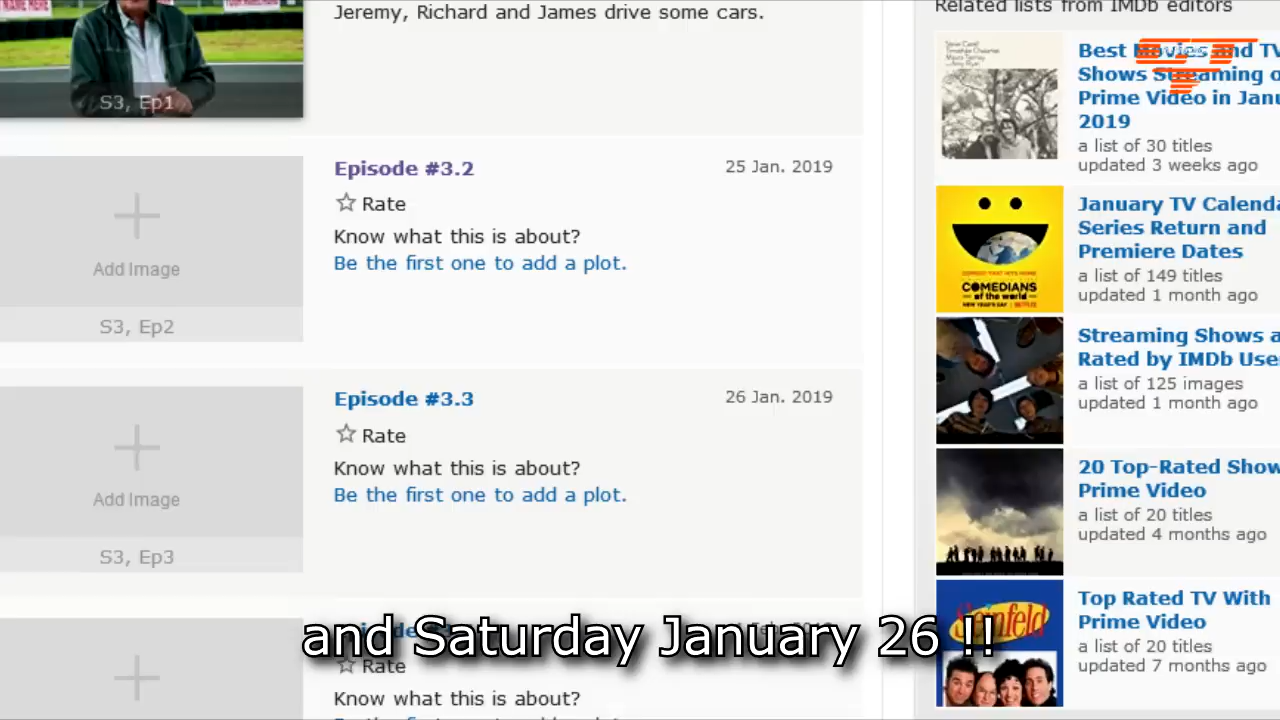 NAME HERE
Jeremy, Richard and James drive some cars.
S3, Ep1
Episode #3.2
25 Jan. 2019
Rate
Know what this is about?
Be the first one to add a plot.
Add Image
S3, Ep2
Episode #3.3
26 Jan. 2019
Rate
Know what this is about?
Be the first one to add a plot.
Add Image
S3, Ep3
and Saturday January 26 !!
Rate
Know what this is about?
Related lists from IMDb editors
Best Movies and TV
Shows Streaming o
Prime Video in Janu
2019
a list of 30 titles
updated 3 weeks ago
January TV Calenda
Series Return and
Premiere Dates
a list of 149 titles
updated 1 month ago
COMEDIANS
of the world
Streaming Shows a
Rated by IMDb Use
a list of 125 images
updated 1 month ago
20 Top-Rated Show
Prime Video
a list of 20 titles
updated 4 months ago
Top Rated TV With
Prime Video
a list of 20 titles
updated 7 months ago
Seinfeld